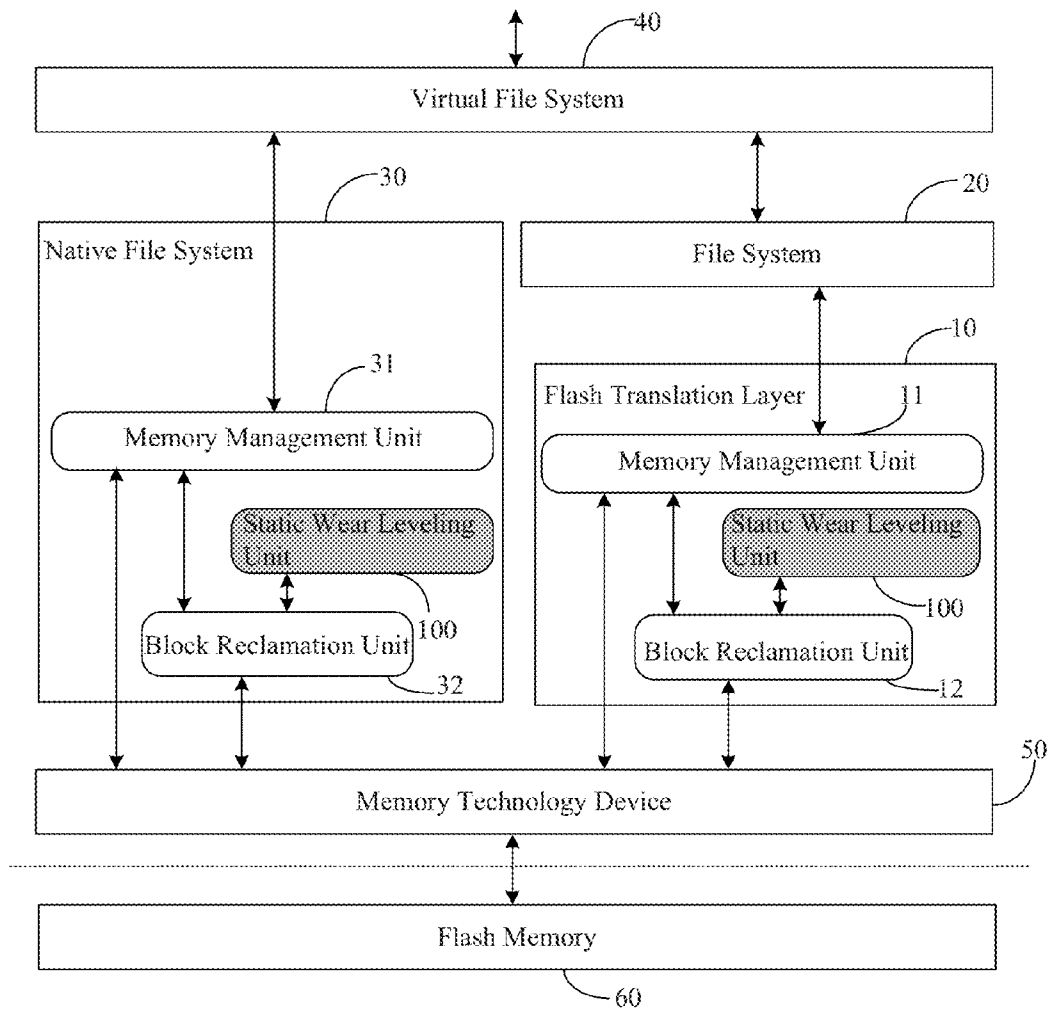 40
Virtual File System
30
20
Native File System
File System
10
31
Flash Translation Layer
11
Memory Management Unit
Memory Management Unit
Static Wear Leveling
Unit
Static Wear Leveling
Unit
100
100
Block Reclamation Unit
Block Reclamation Unit
32
12
50
Memory Technology Device
Flash Memory
60